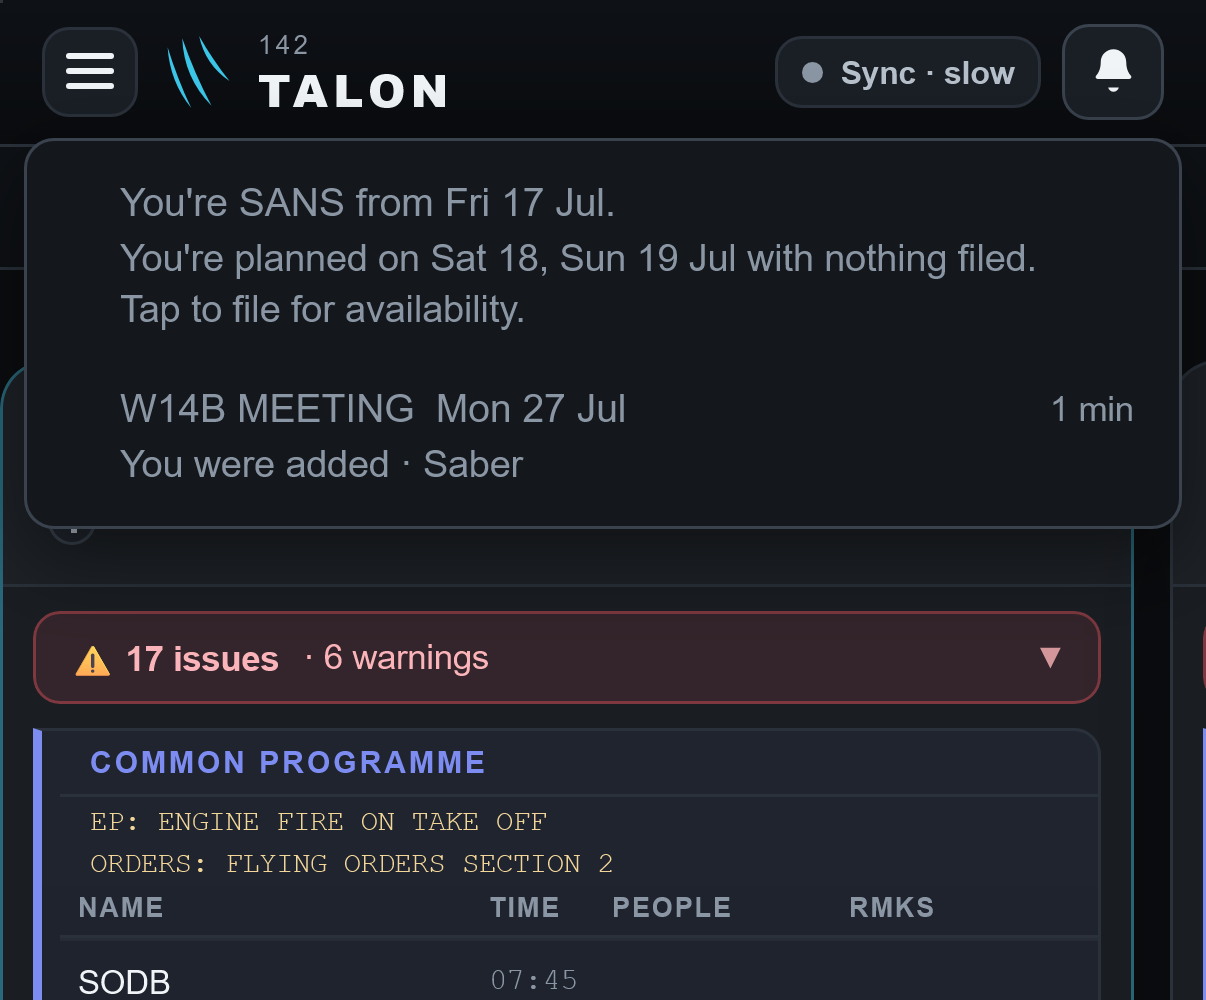 142
TALON
Sync · slow
You're SANS from Fri 17 Jul.
You're planned on Sat 18, Sun 19 Jul with nothing filed.
Tap to file for availability.
W14B MEETING Mon 27 Jul 1 min
You were added · Saber
17 issues · 6 warnings
COMMON PROGRAMME
EP: ENGINE FIRE ON TAKE OFF
ORDERS: FLYING ORDERS SECTION 2
NAME TIME PEOPLE RMKS
SODB 07:45